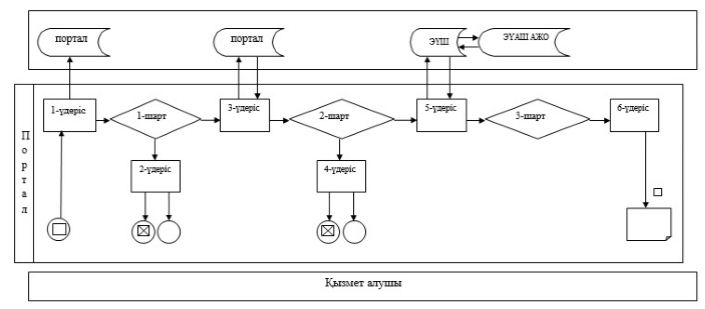 портал
портал
ЭҮШ
ЭҮАШ АЖО
Портал
1-үдеріс
1-шарт
3-үдеріс
2-шарт
5-үдеріс
3-шарт
6-үдеріс
2-үдеріс
4-үдеріс
Қызмет алушы